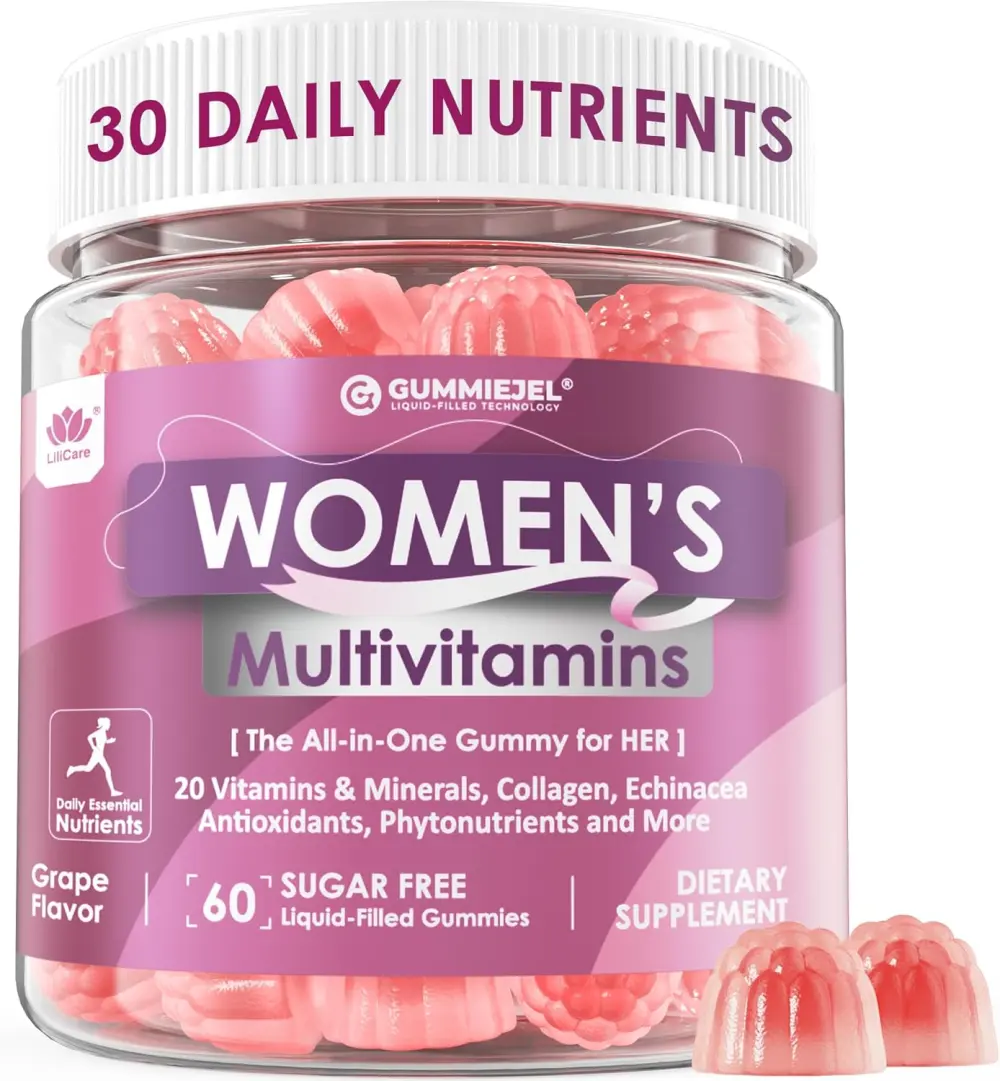 30 DAILY NUTRIENTS
GUMMIEJEL®
LIQUID-FILLED TECHNOLOGY
LiliCare®
WOMEN'S
Multivitamins
[ The All-in-One Gummy for HER ]
20 Vitamins & Minerals, Collagen, Echinacea
Antioxidants, Phytonutrients and More
Daily Essential
Nutrients
Grape
Flavor
60
SUGAR FREE
Liquid-Filled Gummies
DIETARY
SUPPLEMENT